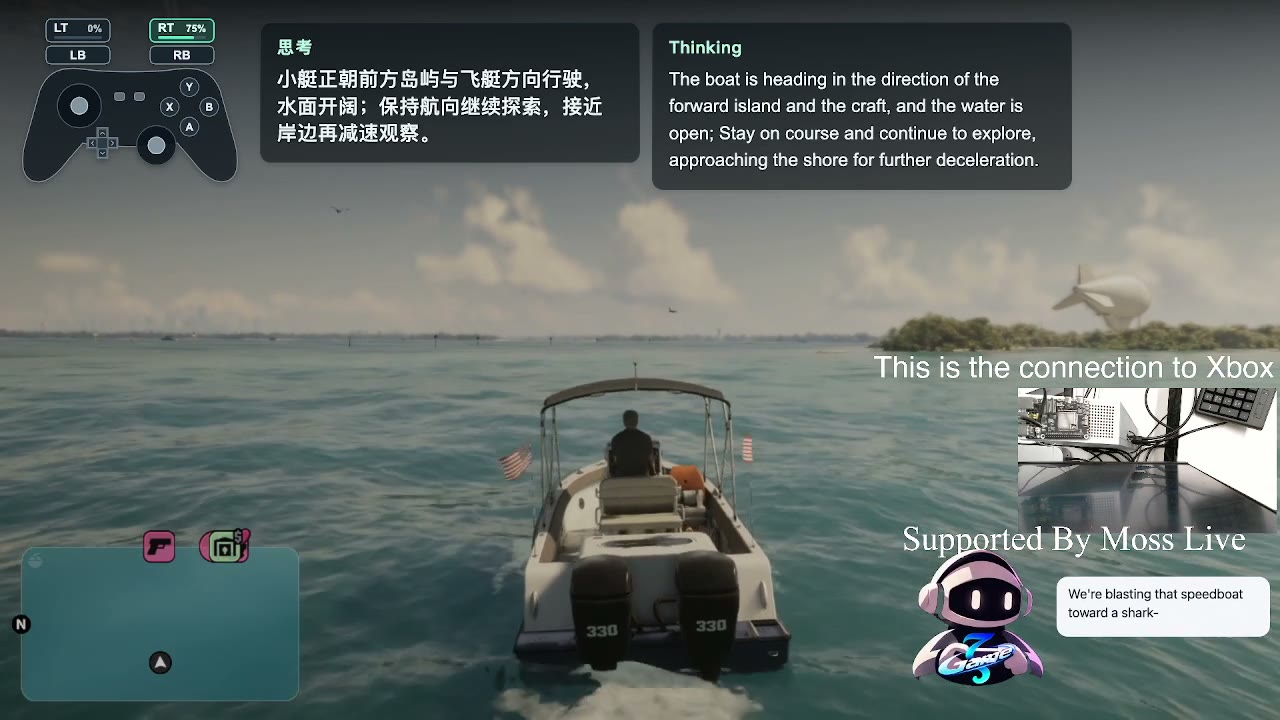 LT 0%
RT 75%
LB
RB
Y
X
B
A
思考
小艇正朝前方岛屿与飞艇方向行驶，
水面开阔；保持航向继续探索，接近
岸边再减速观察。
Thinking
The boat is heading in the direction of the
forward island and the craft, and the water is
open; Stay on course and continue to explore,
approaching the shore for further deceleration.
This is the connection to Xbox
Supported By Moss Live
We're blasting that speedboat
toward a shark-
330
330
N